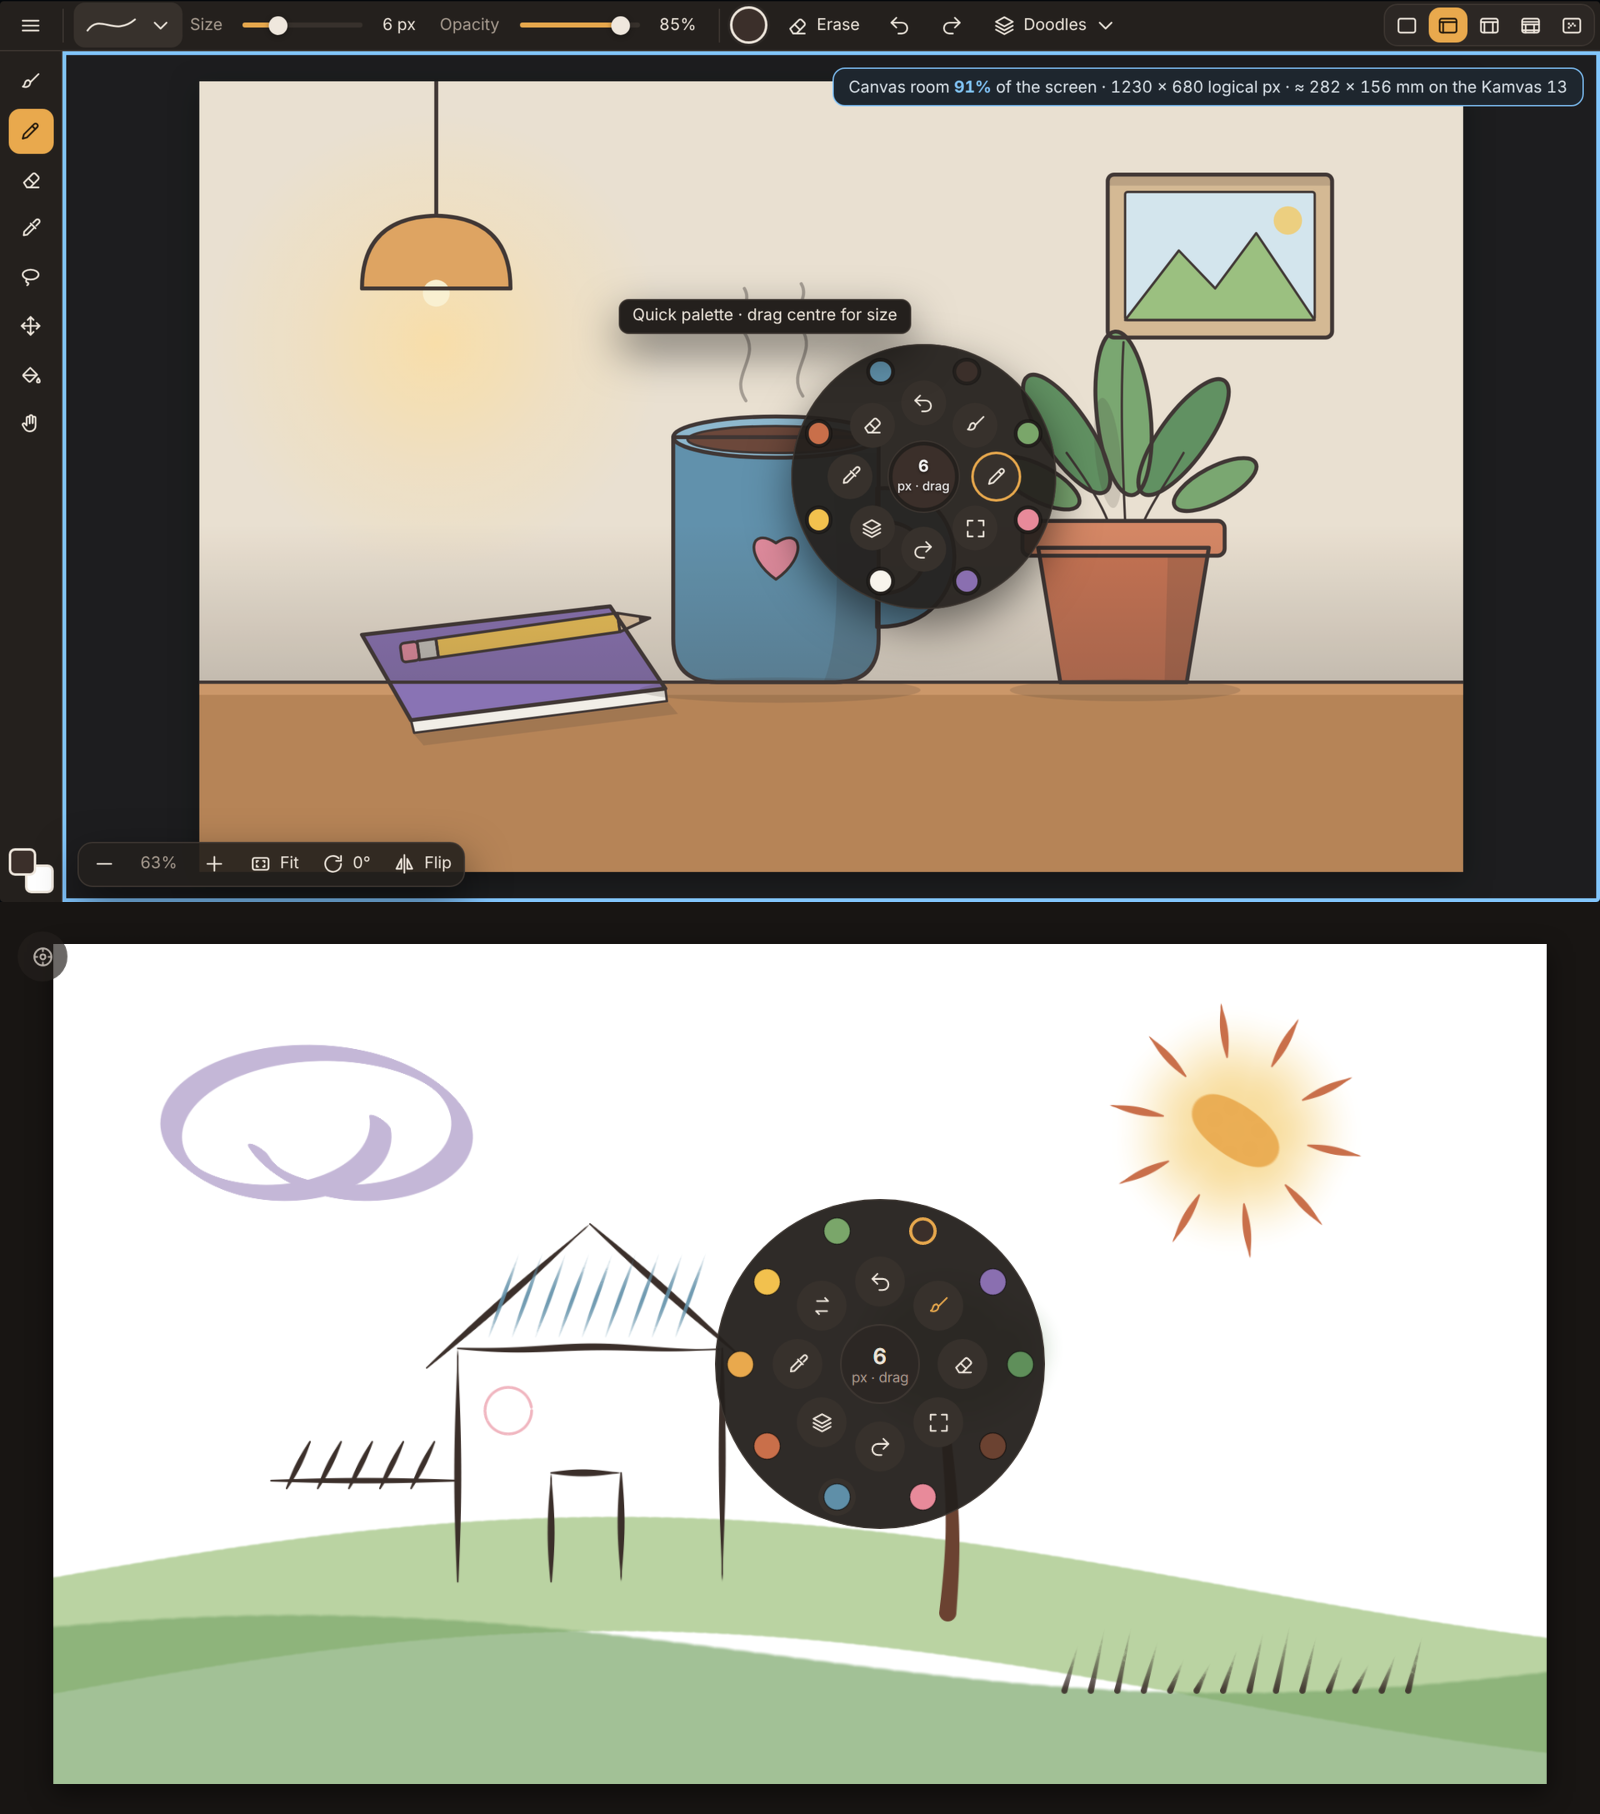 Size 6 px Opacity 85% Erase Doodles
Canvas room 91% of the screen · 1230 × 680 logical px · ≈ 282 × 156 mm on the Kamvas 13
Quick palette · drag centre for size
6
px · drag
63% Fit 0° Flip
6
px · drag